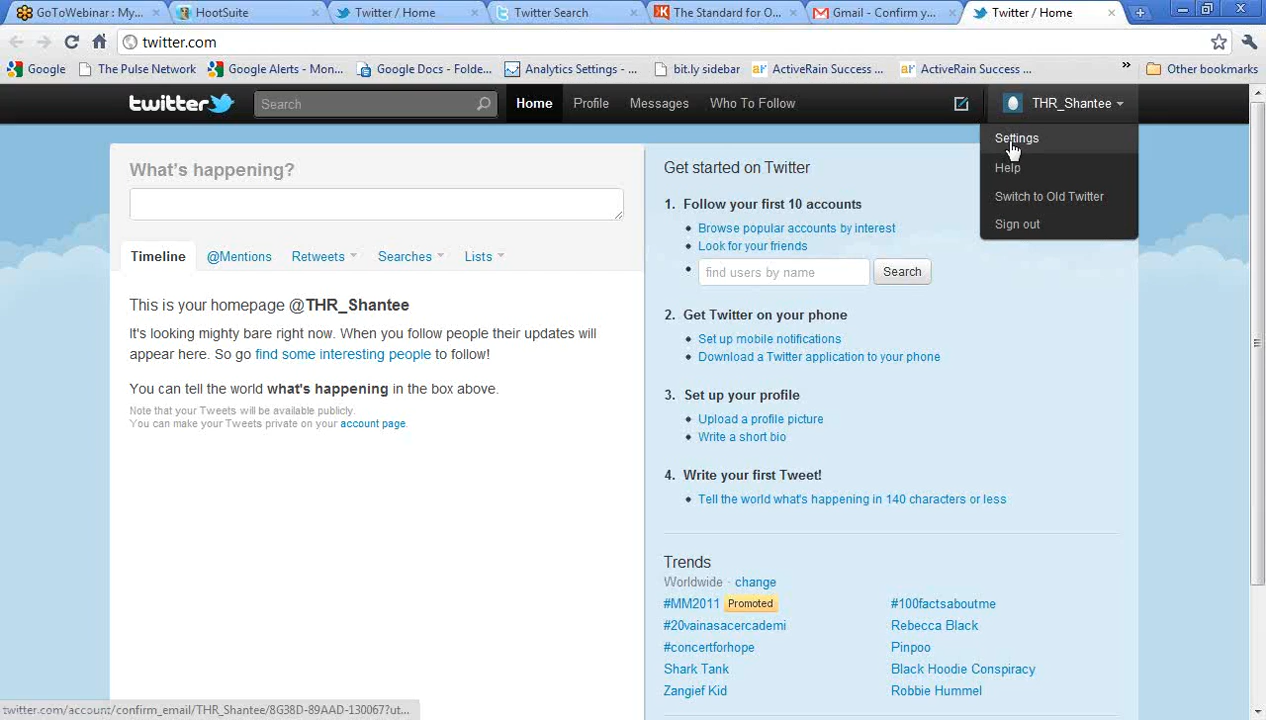 GoToWebinar : My...
HootSuite
Twitter / Home
Twitter Search
The Standard for O...
Gmail - Confirm y...
Twitter / Home
twitter.com
Google
The Pulse Network
Google Alerts - Mon...
Google Docs - Folde...
Analytics Settings - ...
bit.ly sidebar
ActiveRain Success ...
ActiveRain Success ...
Other bookmarks
twitter
Search
Home
Profile
Messages
Who To Follow
THR_Shantee
Settings
Help
Switch to Old Twitter
Sign out
What's happening?
Timeline
@Mentions
Retweets
Searches
Lists
This is your homepage @THR_Shantee
It's looking mighty bare right now. When you follow people their updates will
appear here. So go find some interesting people to follow!
You can tell the world what's happening in the box above.
Note that your Tweets will be available publicly.
You can make your Tweets private on your account page.
Get started on Twitter
1. Follow your first 10 accounts
Browse popular accounts by interest
Look for your friends
find users by name
Search
2. Get Twitter on your phone
Set up mobile notifications
Download a Twitter application to your phone
3. Set up your profile
Upload a profile picture
Write a short bio
4. Write your first Tweet!
Tell the world what's happening in 140 characters or less
Trends
Worldwide · change
#MM2011 Promoted
#20vainasacercademi
#concertforhope
Shark Tank
Zangief Kid
#100factsaboutme
Rebecca Black
Pinpoo
Black Hoodie Conspiracy
Robbie Hummel
twitter.com/account/confirm_email/THR_Shantee/8G38D-89AAD-130067?ut...